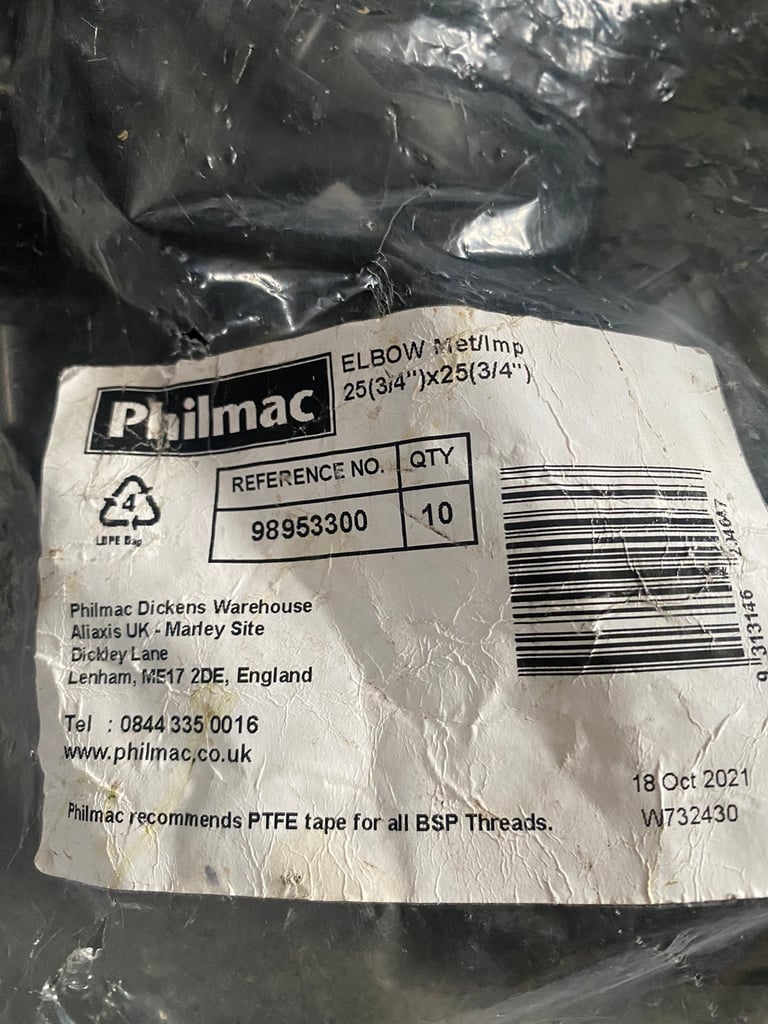 Philmac
ELBOW Met/Imp
25(3/4")x25(3/4")
REFERENCE NO. QTY
98953300 10
4
LDPE Bag
Philmac Dickens Warehouse
Aliaxis UK - Marley Site
Dickley Lane
Lenham, ME17 2DE, England
Tel : 0844 335 0016
www.philmac.co.uk
Philmac recommends PTFE tape for all BSP Threads.
9 313146
18 Oct 2021
W732430